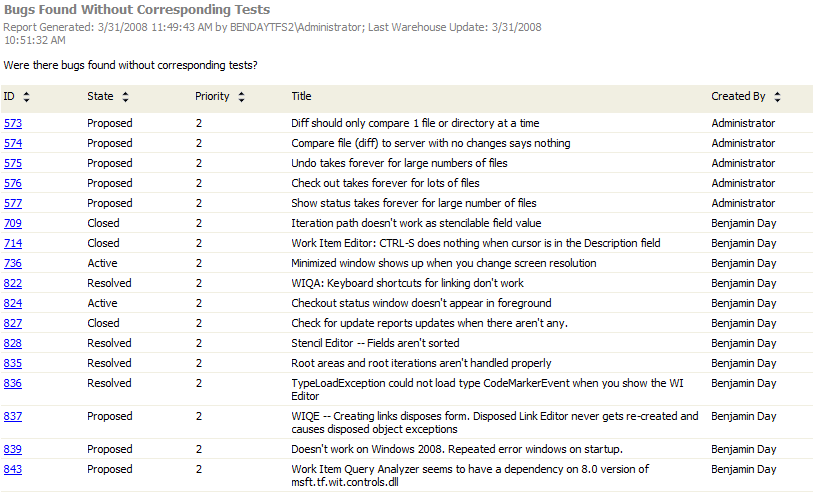 Bugs Found Without Corresponding Tests
Report Generated: 3/31/2008 11:49:43 AM by BENDAYTFS2\Administrator; Last Warehouse Update: 3/31/2008
10:51:32 AM
Were there bugs found without corresponding tests?
ID State Priority Title Created By
573 Proposed 2 Diff should only compare 1 file or directory at a time Administrator
574 Proposed 2 Compare file (diff) to server with no changes says nothing Administrator
575 Proposed 2 Undo takes forever for large numbers of files Administrator
576 Proposed 2 Check out takes forever for lots of files Administrator
577 Proposed 2 Show status takes forever for large number of files Administrator
709 Closed 2 Iteration path doesn't work as stencilable field value Benjamin Day
714 Closed 2 Work Item Editor: CTRL-S does nothing when cursor is in the Description field Benjamin Day
736 Active 2 Minimized window shows up when you change screen resolution Benjamin Day
822 Resolved 2 WIQA: Keyboard shortcuts for linking don't work Benjamin Day
824 Active 2 Checkout status window doesn't appear in foreground Benjamin Day
827 Closed 2 Check for update reports updates when there aren't any. Benjamin Day
828 Resolved 2 Stencil Editor -- Fields aren't sorted Benjamin Day
835 Resolved 2 Root areas and root iterations aren't handled properly Benjamin Day
836 Resolved 2 TypeLoadException could not load type CodeMarkerEvent when you show the WI Benjamin Day
Editor
837 Proposed 2 WIQE -- Creating links disposes form. Disposed Link Editor never gets re-created and Benjamin Day
causes disposed object exceptions
839 Proposed 2 Doesn't work on Windows 2008. Repeated error windows on startup. Benjamin Day
843 Proposed 2 Work Item Query Analyzer seems to have a dependency on 8.0 version of Benjamin Day
msft.tf.wit.controls.dll